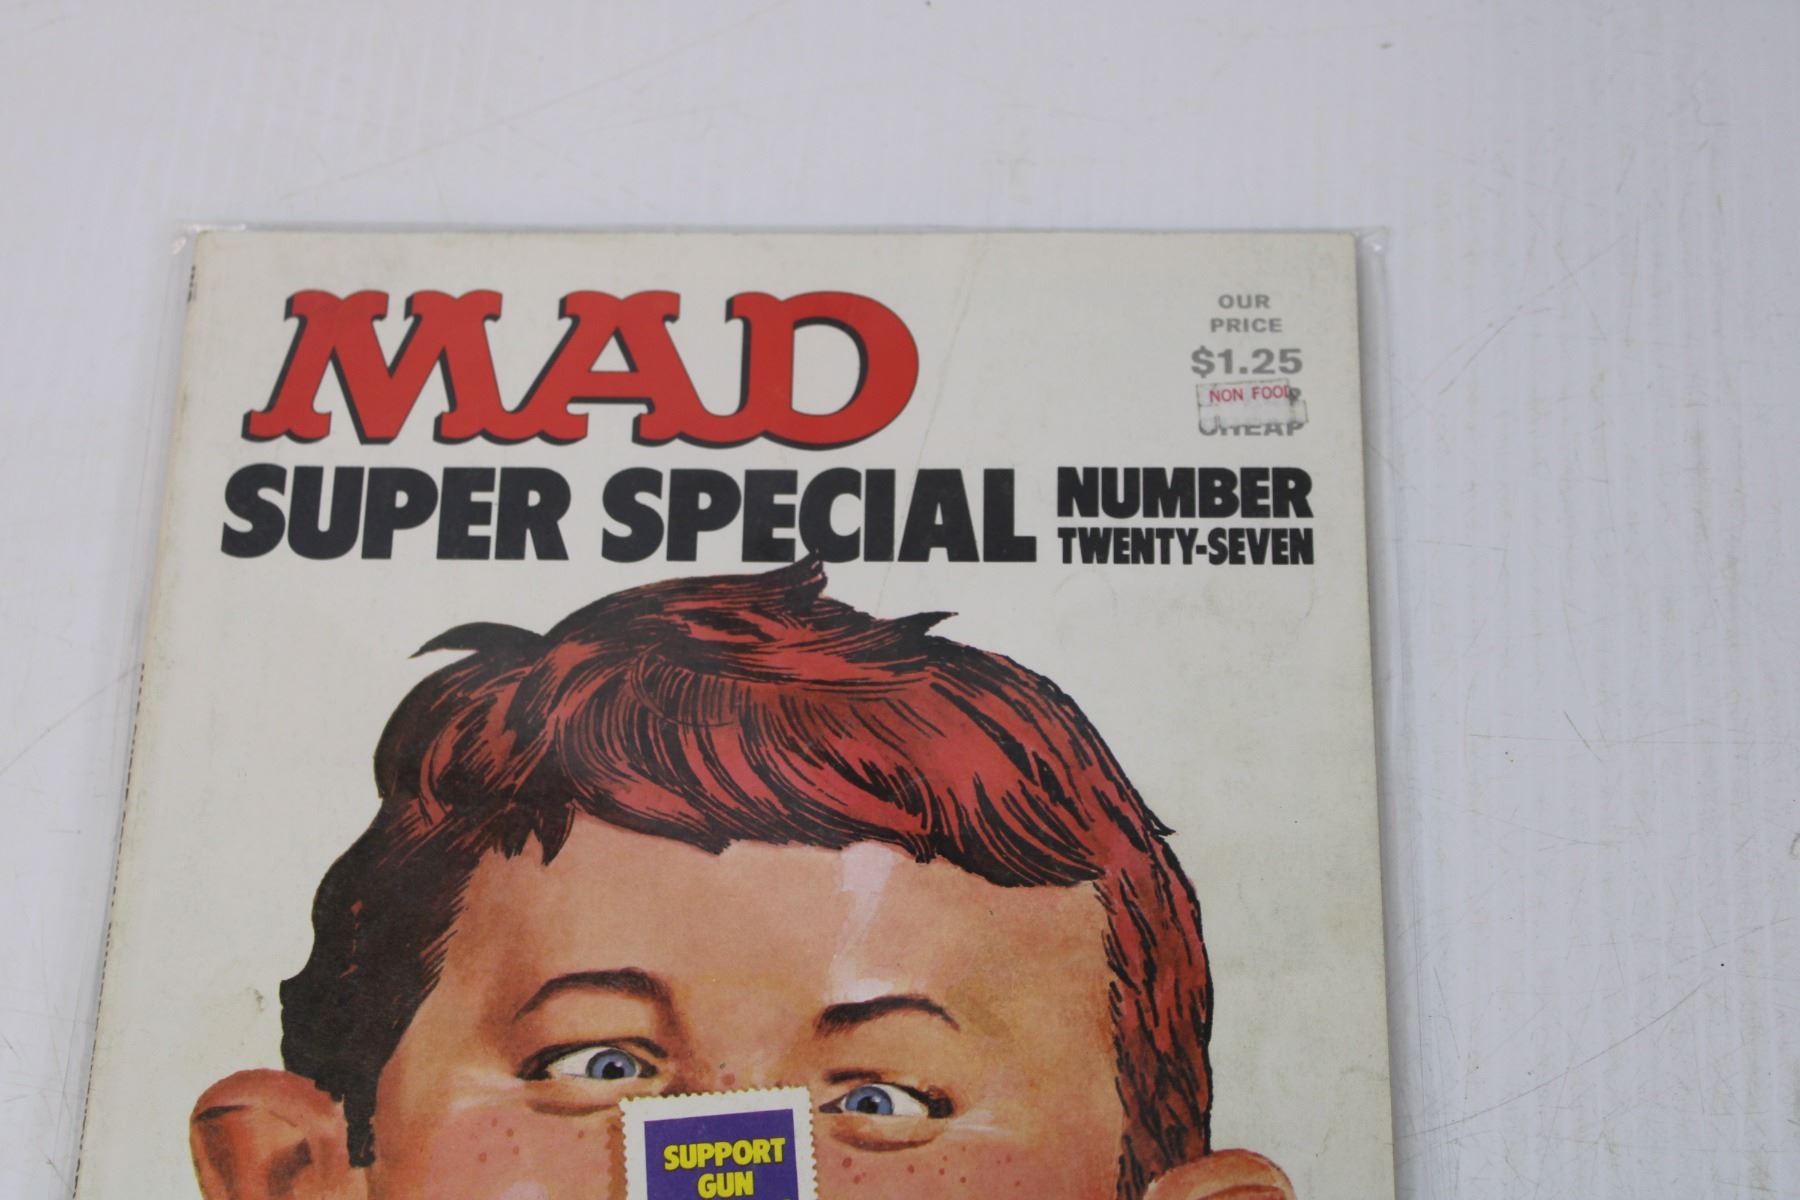 MAD
OUR
PRICE
$1.25
NON FOOD
CHEAP
SUPER SPECIAL NUMBER
TWENTY-SEVEN
SUPPORT
GUN